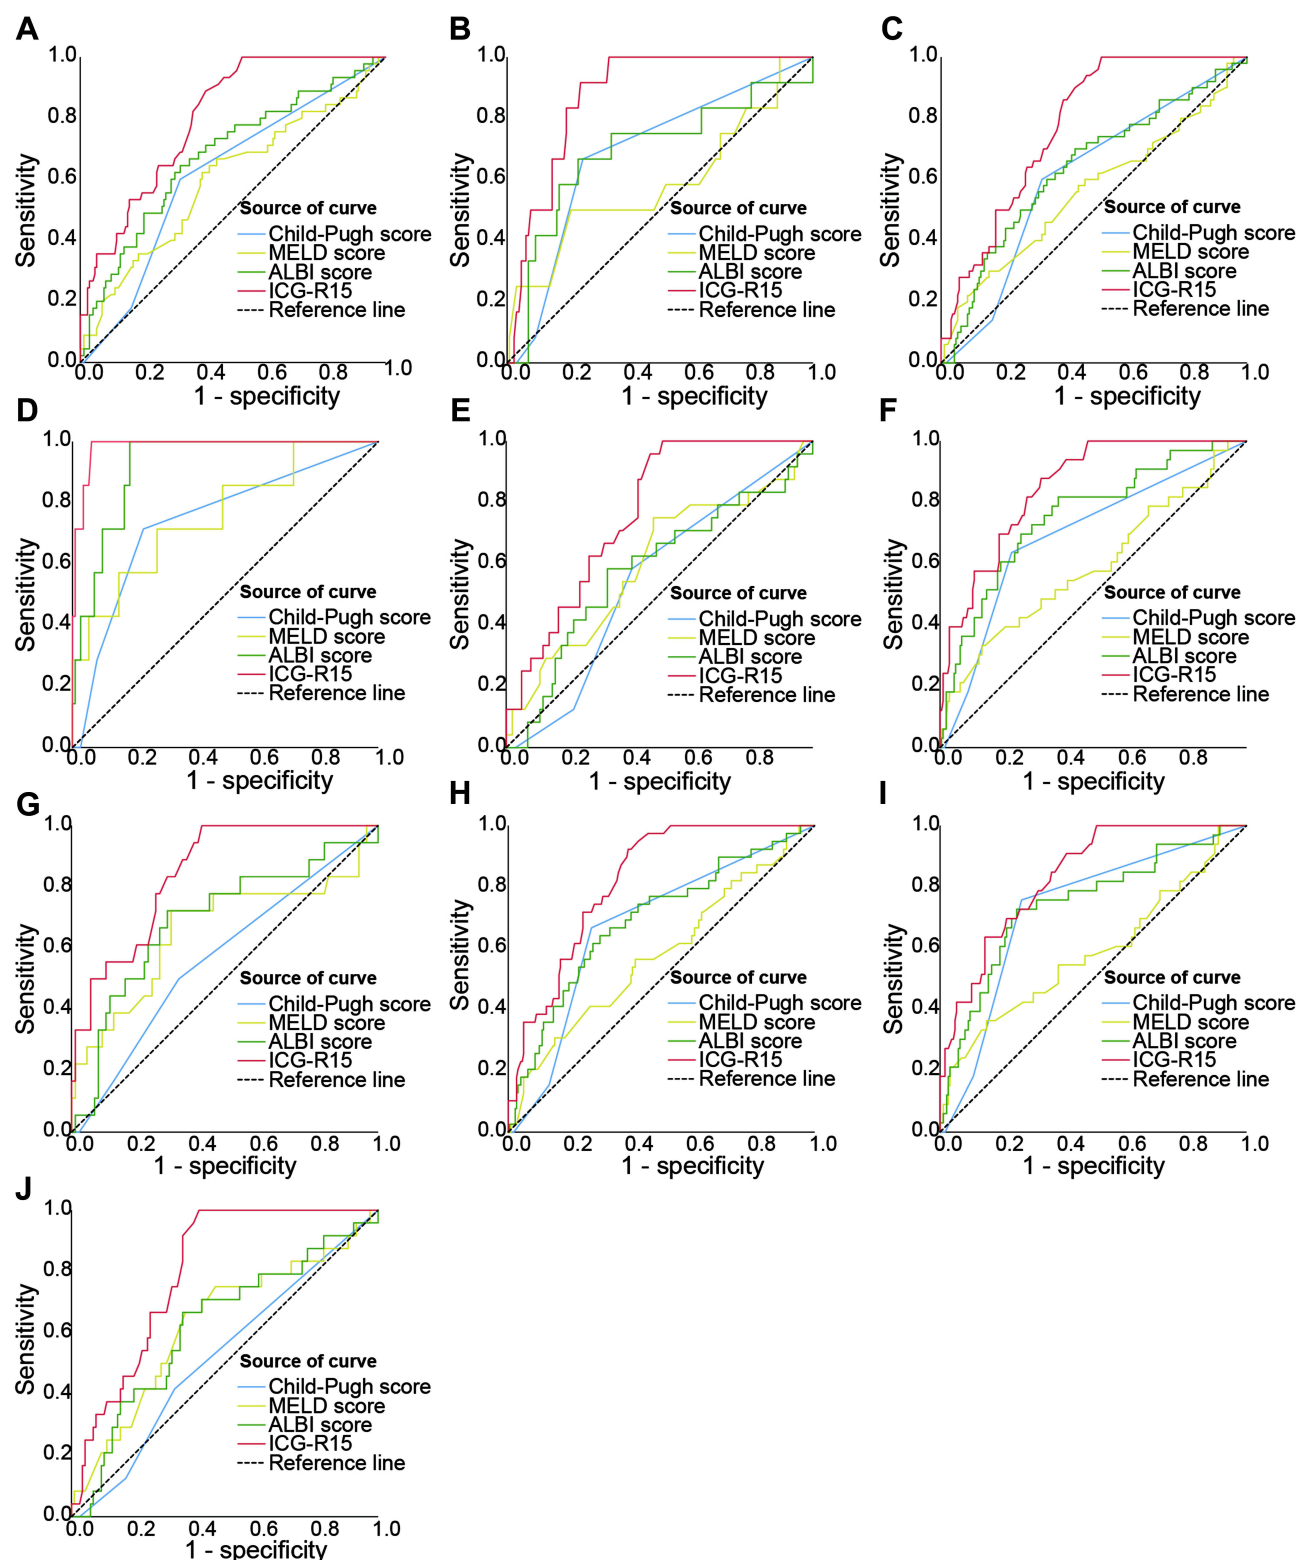 A
1.0
0.8
0.6
0.4
0.2
0.0
Sensitivity
Source of curve
Child-Pugh score
MELD score
ALBI score
ICG-R15
Reference line
0.0 0.2 0.4 0.6 0.8 1.0
1 - specificity
B
1.0
0.8
0.6
0.4
0.2
0.0
Sensitivity
Source of curve
Child-Pugh score
MELD score
ALBI score
ICG-R15
Reference line
0.0 0.2 0.4 0.6 0.8 1.0
1 - specificity
C
1.0
0.8
0.6
0.4
0.2
0.0
Sensitivity
Source of curve
Child-Pugh score
MELD score
ALBI score
ICG-R15
Reference line
0.0 0.2 0.4 0.6 0.8 1.0
1 - specificity
D
1.0
0.8
0.6
0.4
0.2
0.0
Sensitivity
Source of curve
Child-Pugh score
MELD score
ALBI score
ICG-R15
Reference line
0.0 0.2 0.4 0.6 0.8 1.0
1 - specificity
E
1.0
0.8
0.6
0.4
0.2
0.0
Sensitivity
Source of curve
Child-Pugh score
MELD score
ALBI score
ICG-R15
Reference line
0.0 0.2 0.4 0.6 0.8
1 - specificity
F
1.0
0.8
0.6
0.4
0.2
0.0
Sensitivity
Source of curve
Child-Pugh score
MELD score
ALBI score
ICG-R15
Reference line
0.0 0.2 0.4 0.6 0.8
1 - specificity
G
1.0
0.8
0.6
0.4
0.2
0.0
Sensitivity
Source of curve
Child-Pugh score
MELD score
ALBI score
ICG-R15
Reference line
0.0 0.2 0.4 0.6 0.8 1.0
1 - specificity
H
1.0
0.8
0.6
0.4
0.2
0.0
Sensitivity
Source of curve
Child-Pugh score
MELD score
ALBI score
ICG-R15
Reference line
0.0 0.2 0.4 0.6 0.8 1.0
1 - specificity
I
1.0
0.8
0.6
0.4
0.2
0.0
Sensitivity
Source of curve
Child-Pugh score
MELD score
ALBI score
ICG-R15
Reference line
0.0 0.2 0.4 0.6 0.8 1.0
1 - specificity
J
1.0
0.8
0.6
0.4
0.2
0.0
Sensitivity
Source of curve
Child-Pugh score
MELD score
ALBI score
ICG-R15
Reference line
0.0 0.2 0.4 0.6 0.8 1.0
1 - specificity